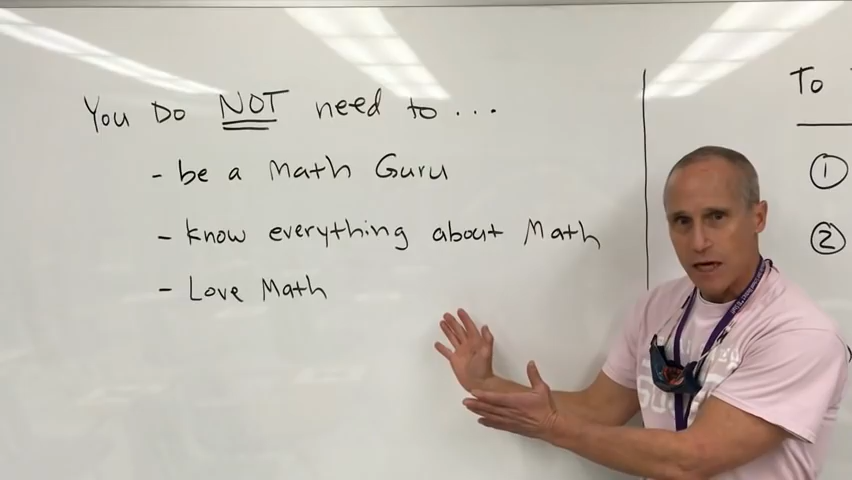 You Do NOT need to...
- be a Math Guru
- know everything about Math
- Love Math
To
①
②